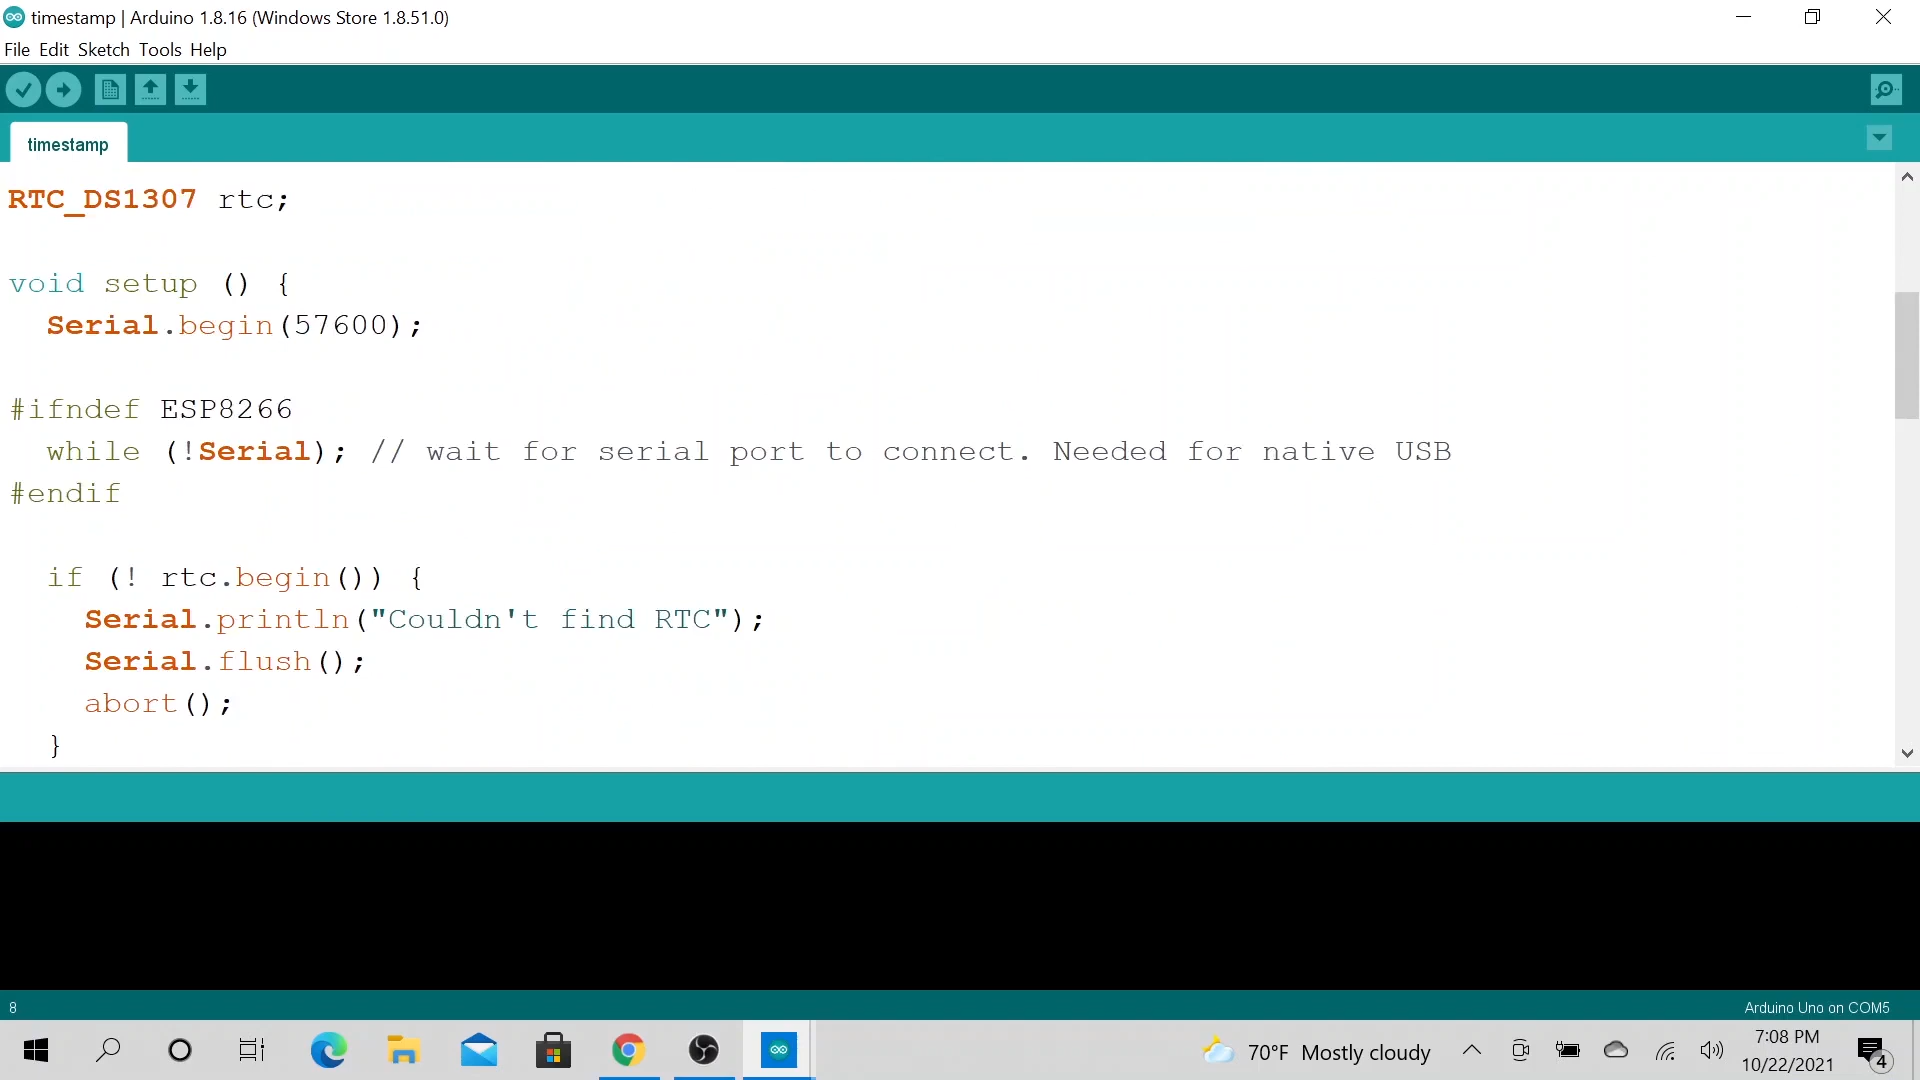 timestamp | Arduino 1.8.16 (Windows Store 1.8.51.0)
File Edit Sketch Tools Help
timestamp
RTC_DS1307 rtc;
void setup () {
Serial.begin(57600);
#ifndef ESP8266
while (!Serial); // wait for serial port to connect. Needed for native USB
#endif
if (! rtc.begin()) {
Serial.println("Couldn't find RTC");
Serial.flush();
abort();
}
8
Arduino Uno on COM5
70°F Mostly cloudy
7:08 PM
10/22/2021
4